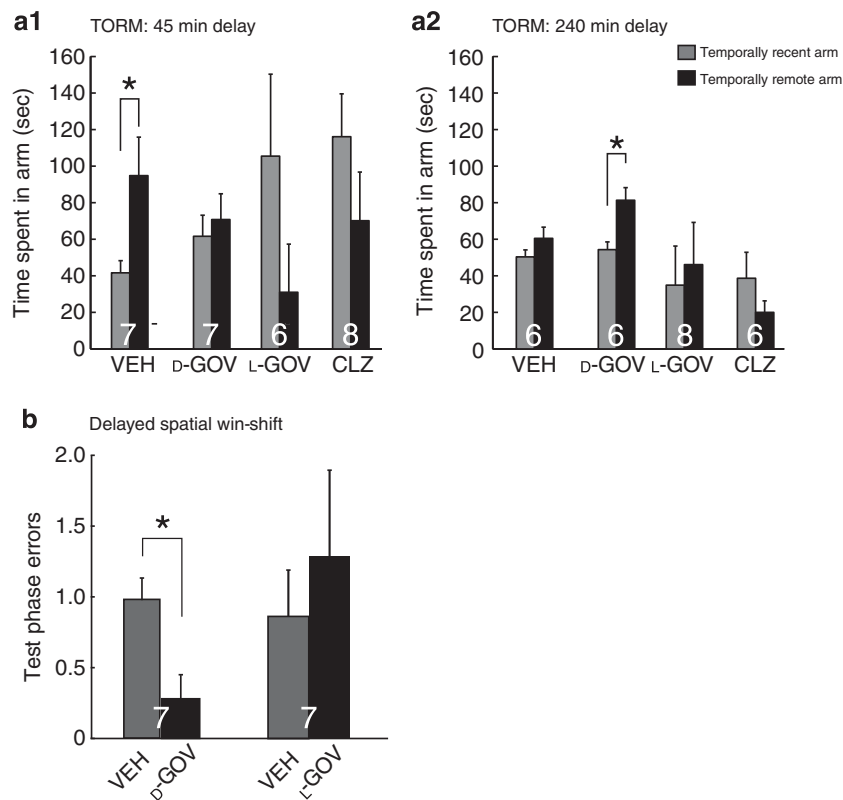 a1 TORM: 45 min delay
Time spent in arm (sec)
160
140
120
100
80
60
40
20
0
*
7 7 6 8
VEH D-GOV L-GOV CLZ
a2 TORM: 240 min delay
Temporally recent arm
Temporally remote arm
Time spent in arm (sec)
160
140
120
100
80
60
40
20
0
*
6 6 8 6
VEH D-GOV L-GOV CLZ
b Delayed spatial win-shift
Test phase errors
2.0
1.5
1.0
0.5
0
*
7 7
VEH D-GOV VEH L-GOV